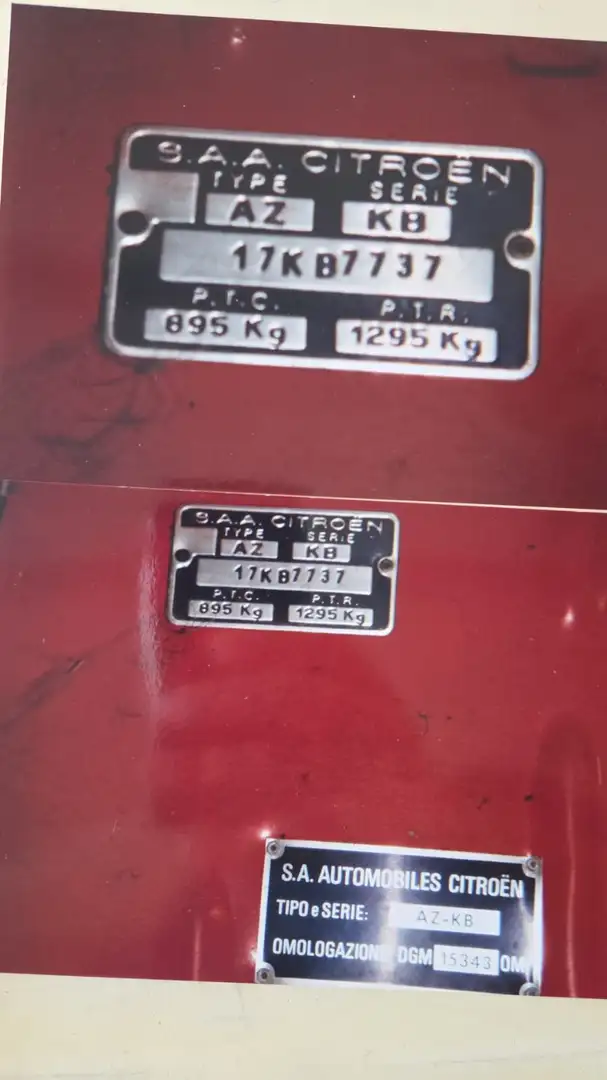 S.A.A. CITROËN
TYPE SERIE
AZ KB
17KB7737
P.T.C. P.T.R.
895 Kg 1295 Kg
S.A.A. CITROËN
TYPE SERIE
AZ KB
17KB7737
P.T.C. P.T.R.
895 Kg 1295 Kg
S.A. AUTOMOBILES CITROËN
TIPO e SERIE: AZ-KB
OMOLOGAZIONE DGM 15343 OM